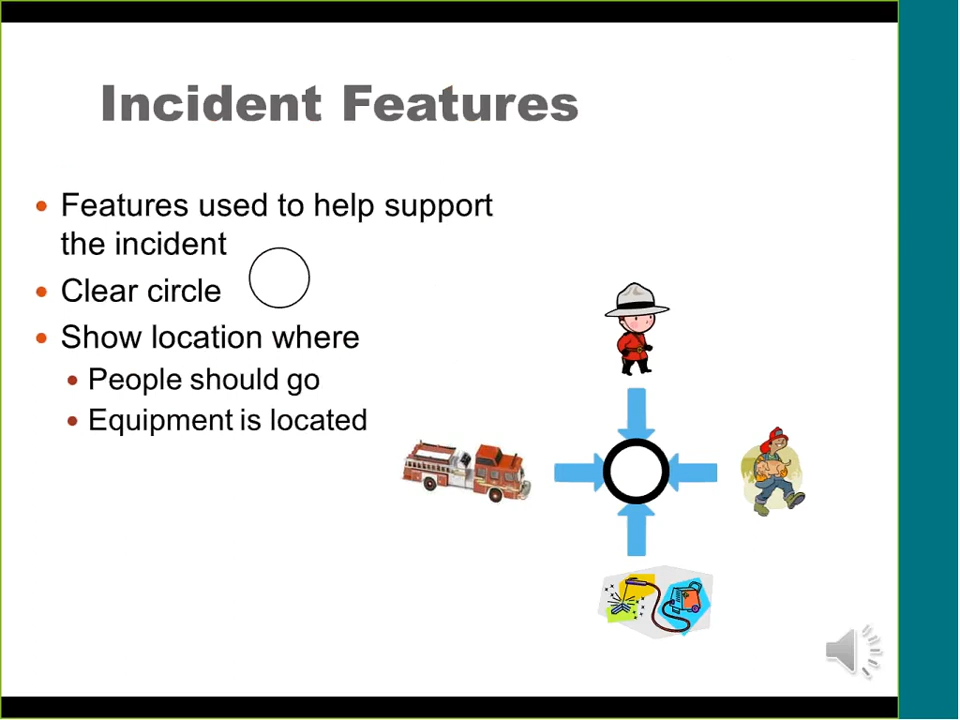 Incident Features
Features used to help support
the incident
Clear circle
Show location where
People should go
Equipment is located